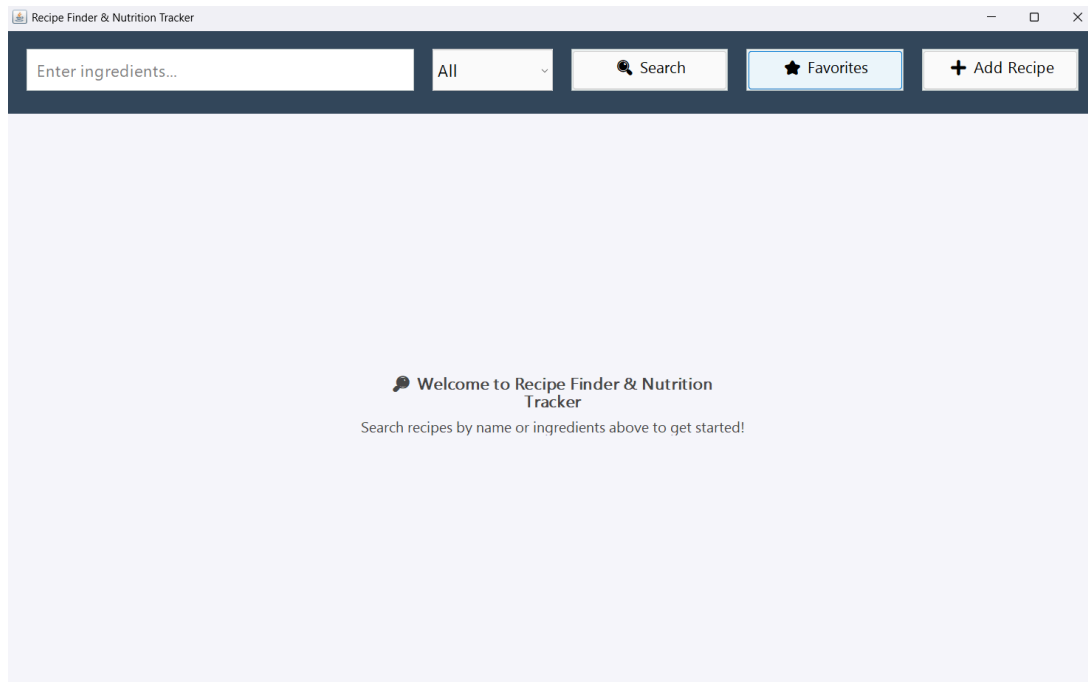 Recipe Finder & Nutrition Tracker
Enter ingredients...
All
Search
Favorites
Add Recipe
Welcome to Recipe Finder & Nutrition
Tracker
Search recipes by name or ingredients above to get started!